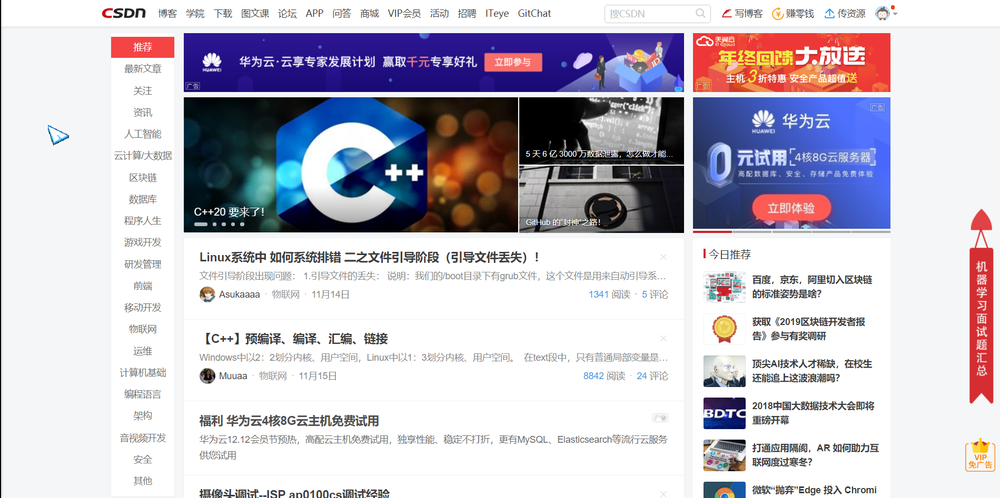 CSDN 博客 学院 下载 图文课 论坛 APP 问答 商城 VIP会员 活动 招聘 ITeye GitChat 搜CSDN 写博客 赚零钱 传资源
推荐
最新文章
关注
资讯
人工智能
云计算/大数据
区块链
数据库
程序人生
游戏开发
研发管理
前端
移动开发
物联网
运维
计算机基础
编程语言
架构
音视频开发
安全
其他
HUAWEI
华为云·云享专家发展计划 赢取千元专享好礼 立即参与
广告
C++
C++20 要来了!
gger("click");
5 天 6 亿 3000 万数据泄露，怎么做才能...
GitHub 的“封神”之路!
天翼云
e Cloud
年终回馈大放送
主机3折特惠 安全产品超值送
广告
广告
HUAWEI
华为云
0元试用[4核8G云服务器]
高配数据库、安全、存储产品免费体验
立即体验
Linux系统中 如何系统排错 二之文件引导阶段（引导文件丢失）！
文件引导阶段出现问题： 1.引导文件的丢失： 说明：我们的/boot目录下有grub文件，这个文件是用来自动引导系...
Asukaaaa · 物联网 · 11月14日 1341 阅读 · 5 评论
【C++】预编译、编译、汇编、链接
Windows中以2：2划分内核、用户空间，Linux中以1：3划分内核、用户空间。 在text段中，只有普通局部变量是...
Muuaa · 物联网 · 11月15日 8842 阅读 · 24 评论
福利 华为云4核8G云主机免费试用
广告
华为云12.12会员节预热，高配云主机免费试用，独享性能、稳定不打折，更有MySQL、Elasticsearch等流行云服务
供您试用
摄像头调试--ISP ap0100cs调试经验
今日推荐
百度，京东，阿里切入区块链
的标准姿势是啥?
获取《2019区块链开发者报
告》参与有奖调研
顶尖AI技术人才稀缺，在校生
还能追上这波浪潮吗?
BDTC
2018中国大数据技术大会即将
重磅开幕
打通应用隔阂，AR 如何助力互
联网度过寒冬?
微软“抛弃”Edge 投入 Chromi
机器学习面试题汇总
VIP
免广告